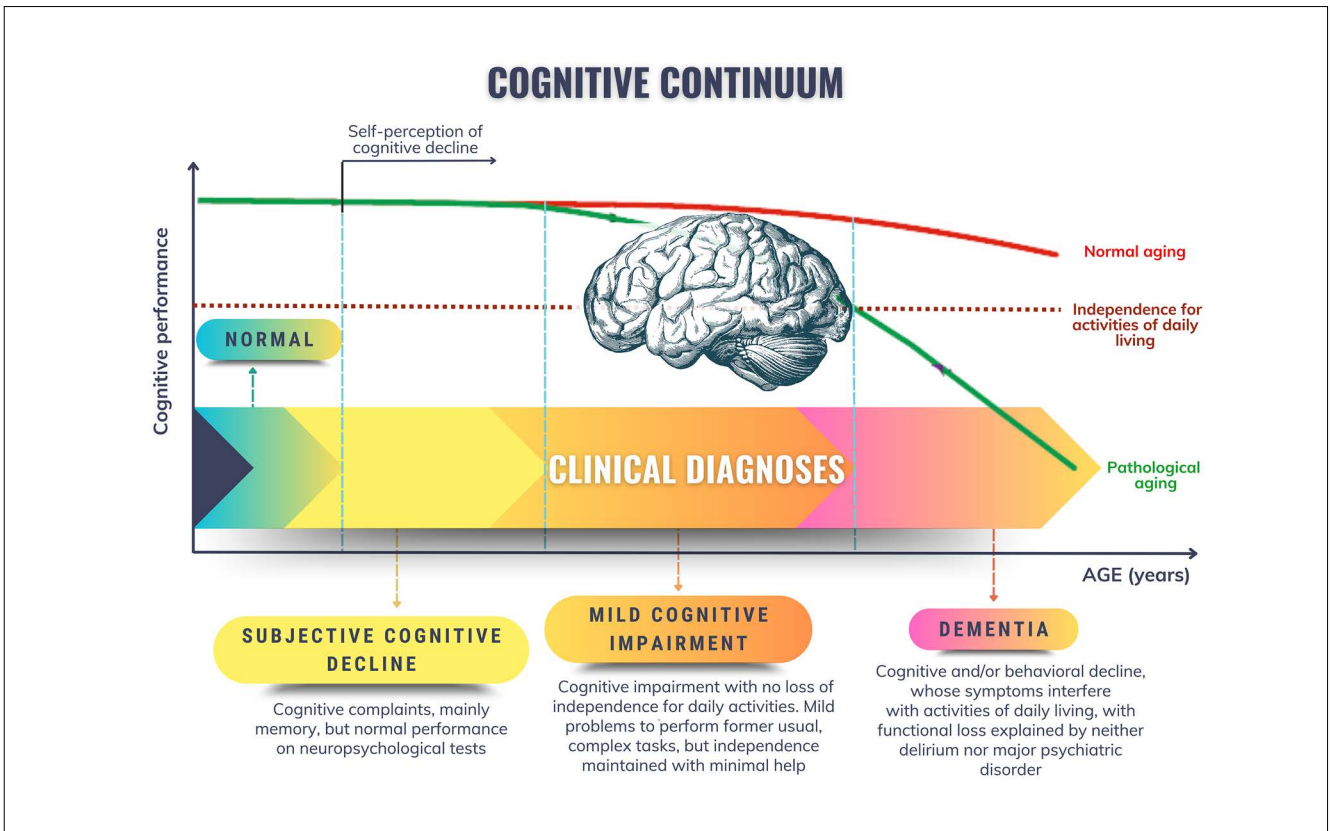 COGNITIVE CONTINUUM
Self-perception of
cognitive decline
Cognitive performance
Normal aging
Independence for
activities of daily
living
NORMAL
CLINICAL DIAGNOSES
Pathological
aging
AGE (years)
SUBJECTIVE COGNITIVE
DECLINE
Cognitive complaints, mainly
memory, but normal performance
on neuropsychological tests
MILD COGNITIVE
IMPAIRMENT
Cognitive impairment with no loss of
independence for daily activities. Mild
problems to perform former usual,
complex tasks, but independence
maintained with minimal help
DEMENTIA
Cognitive and/or behavioral decline,
whose symptoms interfere
with activities of daily living, with
functional loss explained by neither
delirium nor major psychiatric
disorder